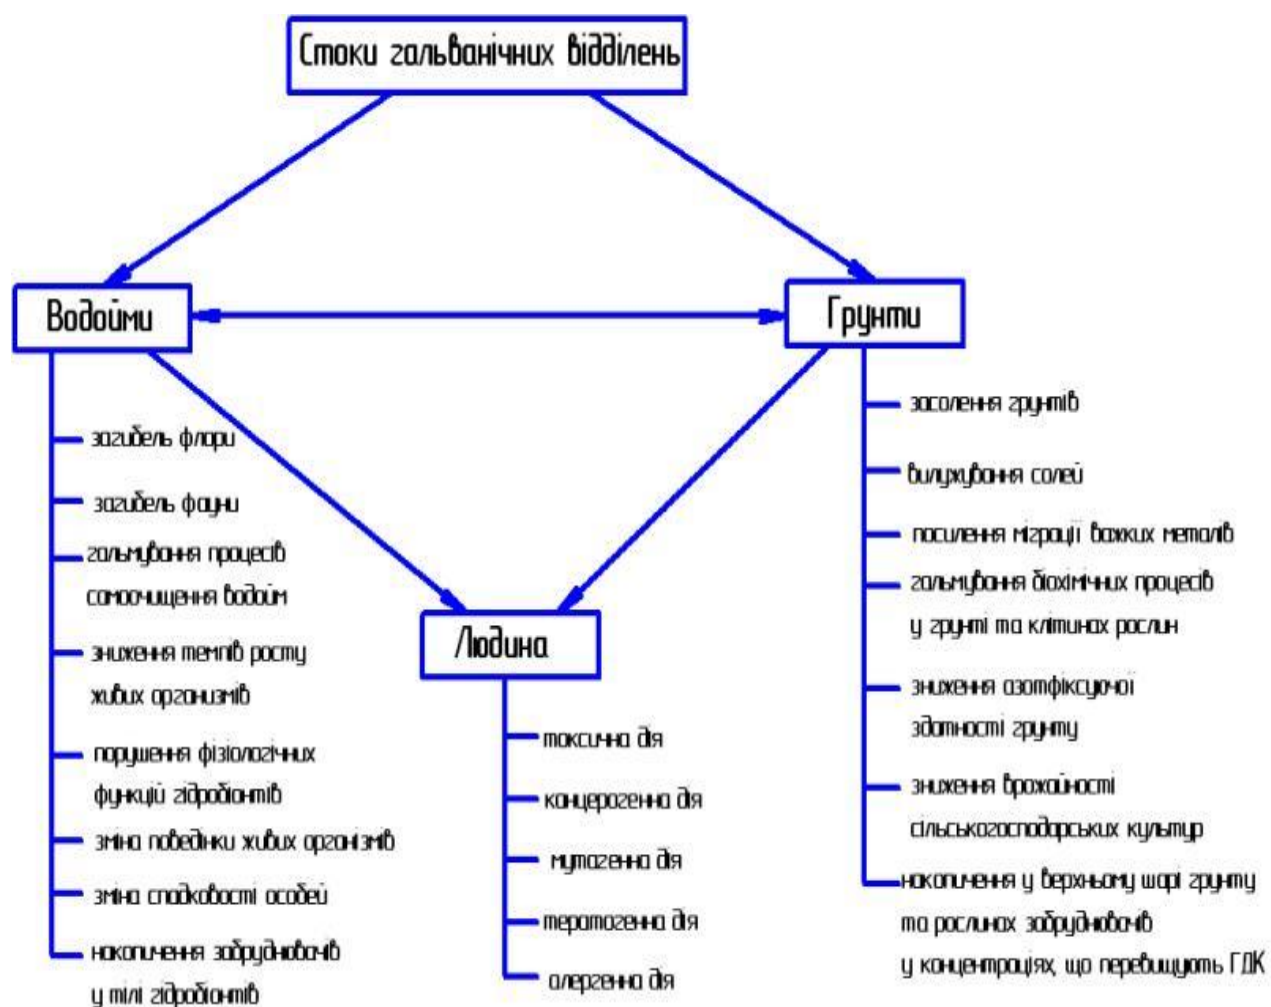 Стоки гальванічних відділень
Водойми
Грунти
загибель флори
загибель фауни
гальмування процесів
самоочищення водойм
зниження темпів росту
живих организмів
порушення фізіологічних
функцій гідробіонтів
зміна поведінки живих організмів
зміна спадковості особей
накопичення забруднювачів
у тілі гідробіонтів
Людина
токсична дія
канцерогенна дія
мутагенна дія
тератогенна дія
алергенна дія
засолення грунтів
вилужування солей
посилення міграції важких металів
гальмування біохімічних процесів
у грунті та клітинах рослин
зниження азотфіксуючої
здатності грунту
зниження врожайності
сільськогосподарських культур
накопичення у верхньому шарі грунту
та рослинах забруднювачів
у концентраціях, що перевищують ГДК